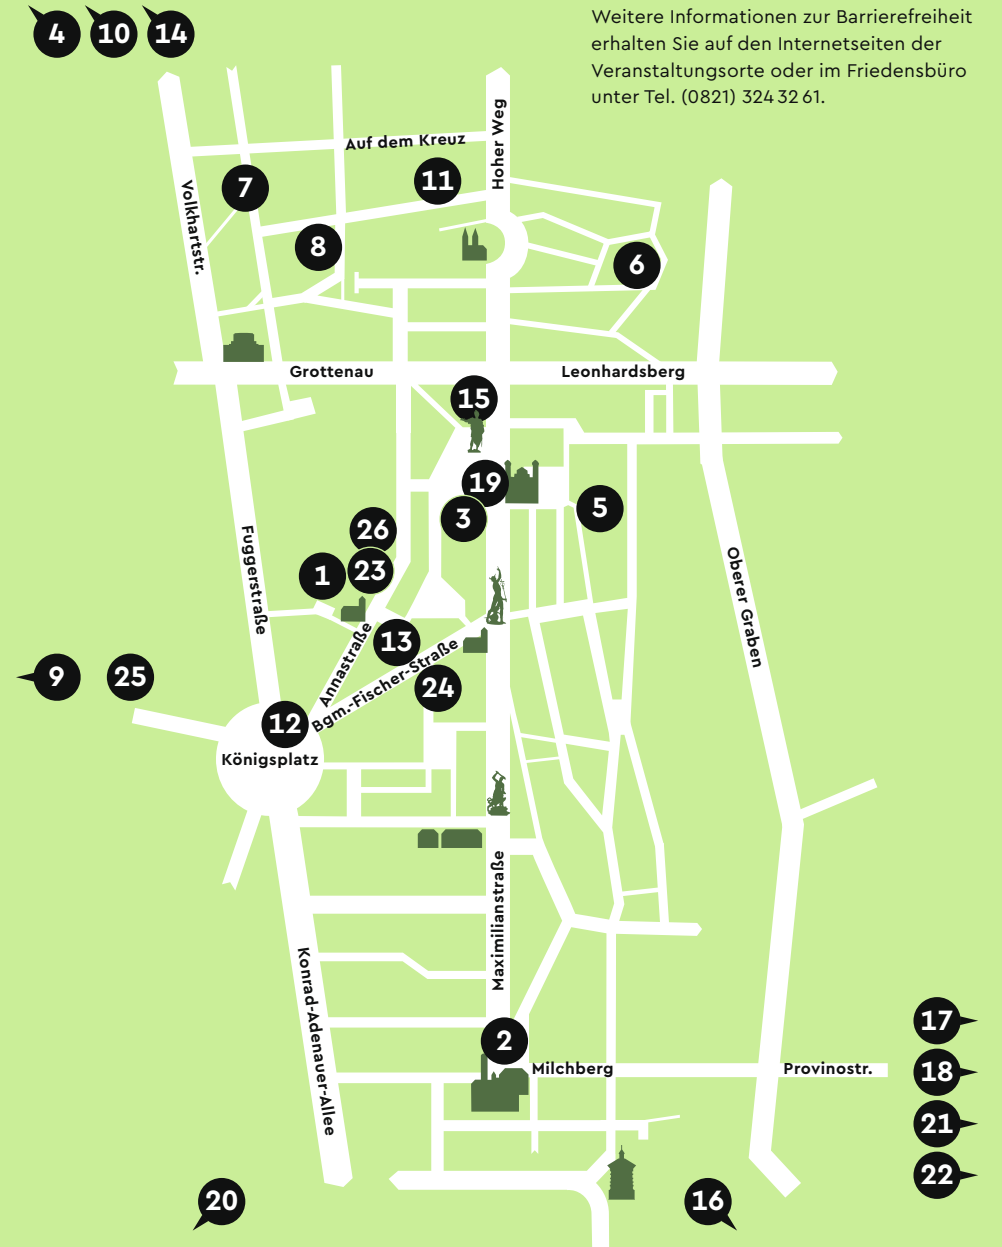 4 10 14
Weitere Informationen zur Barrierefreiheit
erhalten Sie auf den Internetseiten der
Veranstaltungsorte oder im Friedensbüro
unter Tel. (0821) 324 32 61.
Auf dem Kreuz
Hoher Weg
Volkhartstr.
7
11
8
6
Grottenau
Leonhardsberg
15
19
3
5
26
23
1
Fuggerstraße
Oberer Graben
13
Annastraße
Bgm.-Fischer-Straße
24
9 25
12
Königsplatz
Maximilianstraße
Konrad-Adenauer-Allee
2
Milchberg
Provinostr.
17
18
21
22
20
16